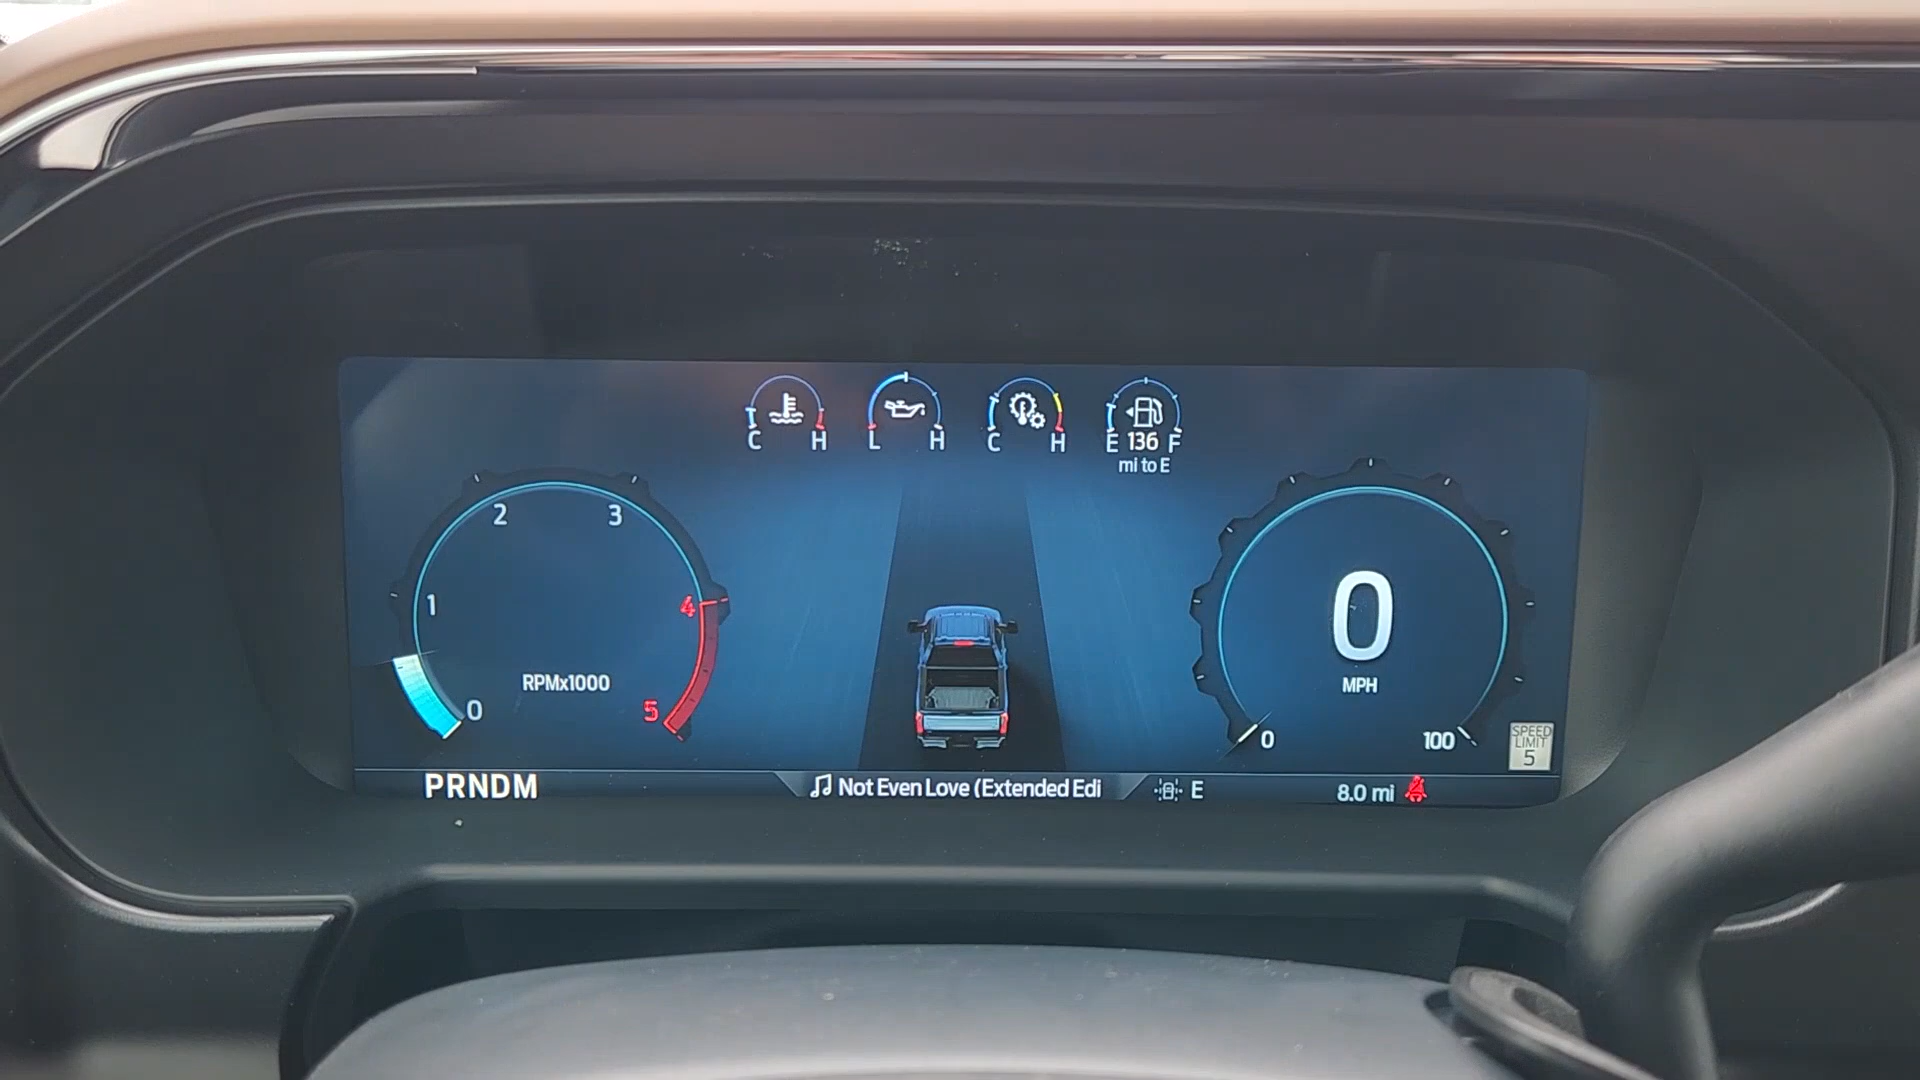 C H L H C H E 136 F
mi to E
2 3
1 4
0 RPMx1000 5
0
MPH
0 100
SPEED
LIMIT
5
PRNDM
Not Even Love (Extended Edi
E
8.0 mi